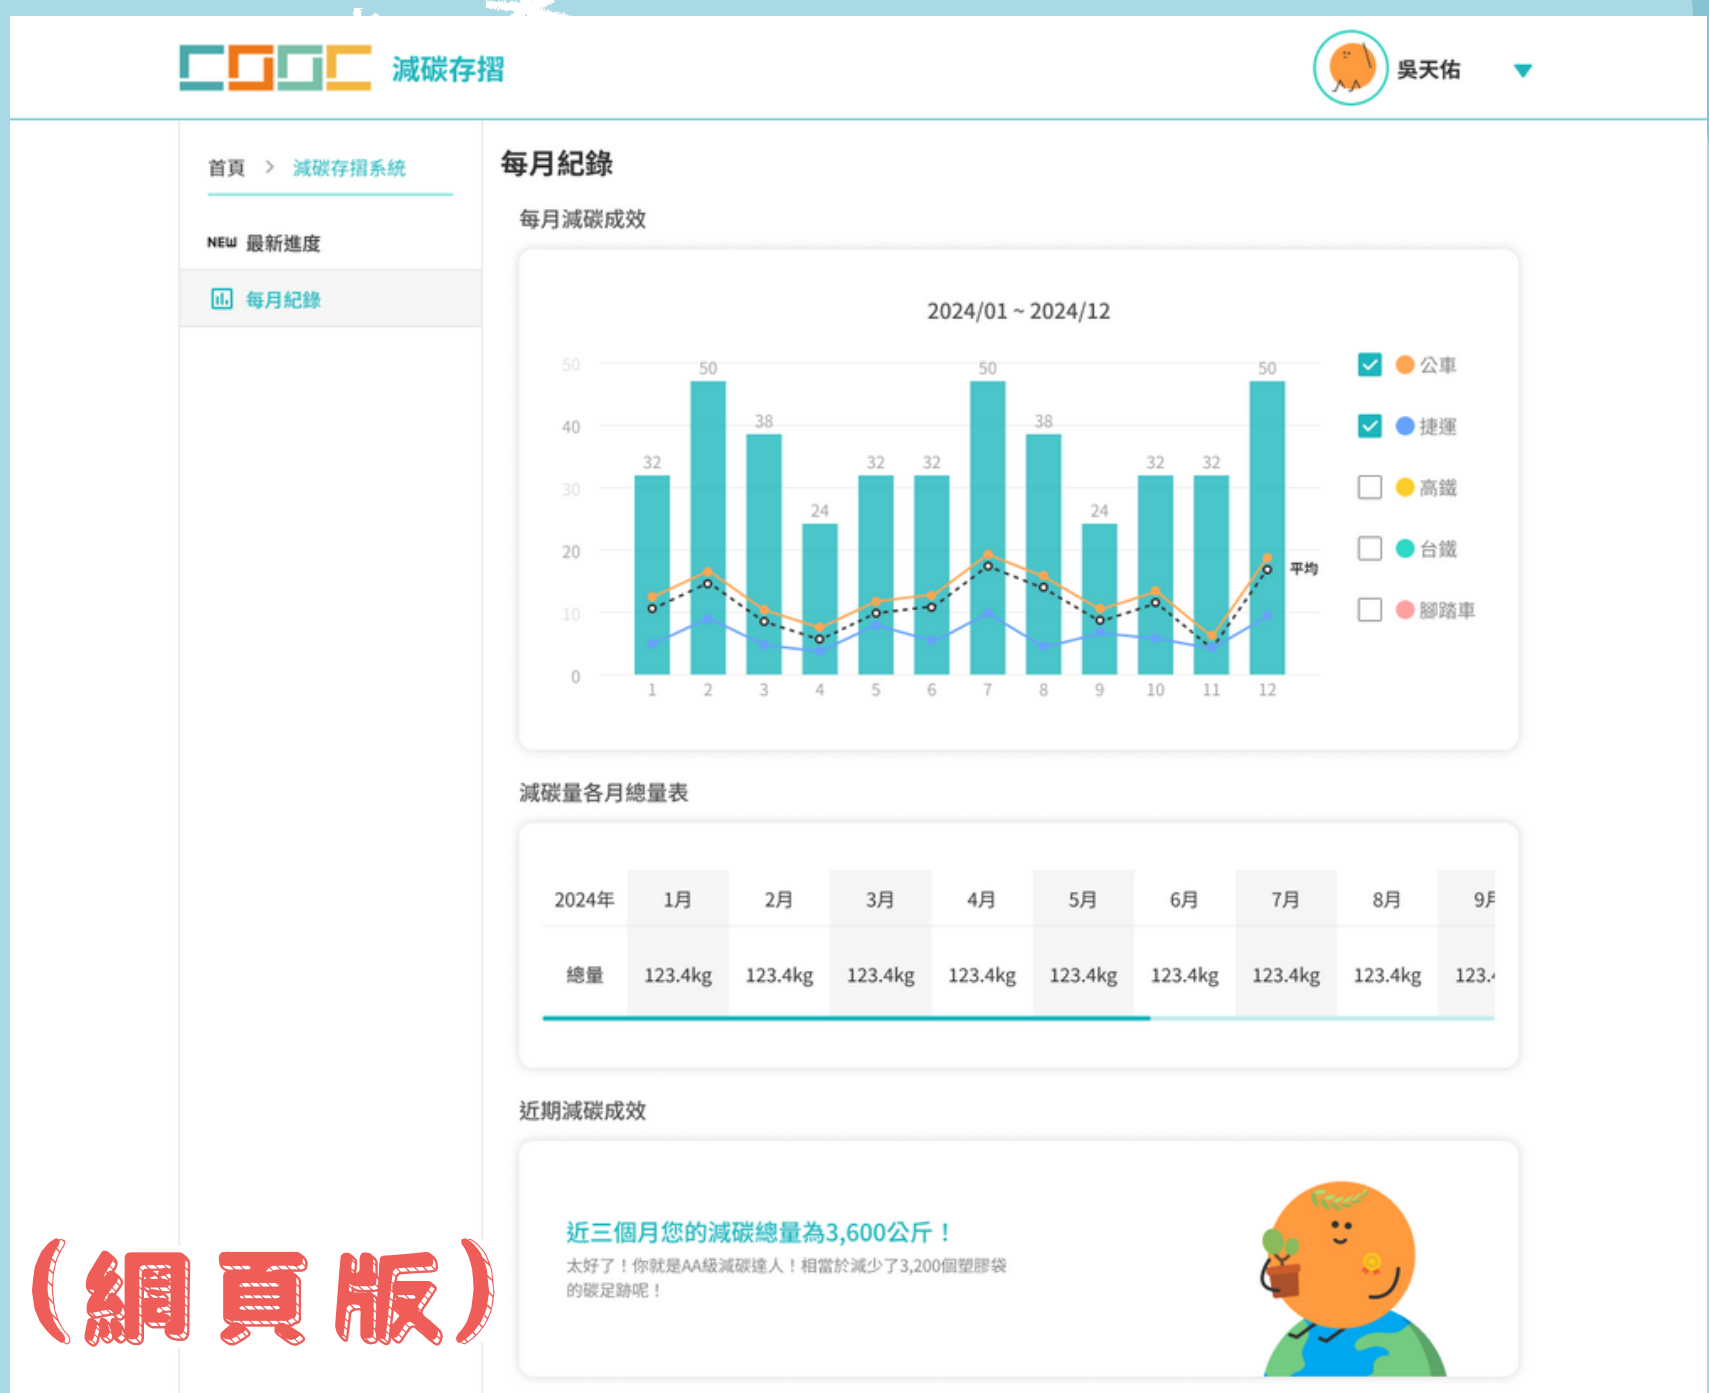 COOC 減碳存摺
吳天佑
首頁 > 減碳存摺系統
NEW 最新進度
每月紀錄
每月紀錄
每月減碳成效
2024/01 ~ 2024/12
50
40
30
20
10
0
32 50 38 24 32 32 50 38 24 32 32 50
平均
1 2 3 4 5 6 7 8 9 10 11 12
公車
捷運
高鐵
台鐵
腳踏車
減碳量各月總量表
2024年 1月 2月 3月 4月 5月 6月 7月 8月 9月
總量 123.4kg 123.4kg 123.4kg 123.4kg 123.4kg 123.4kg 123.4kg 123.4kg 123.4
近期減碳成效
近三個月您的減碳總量為3,600公斤！
太好了！你就是AA級減碳達人！相當於減少了3,200個塑膠袋
的碳足跡呢！
(網頁版)